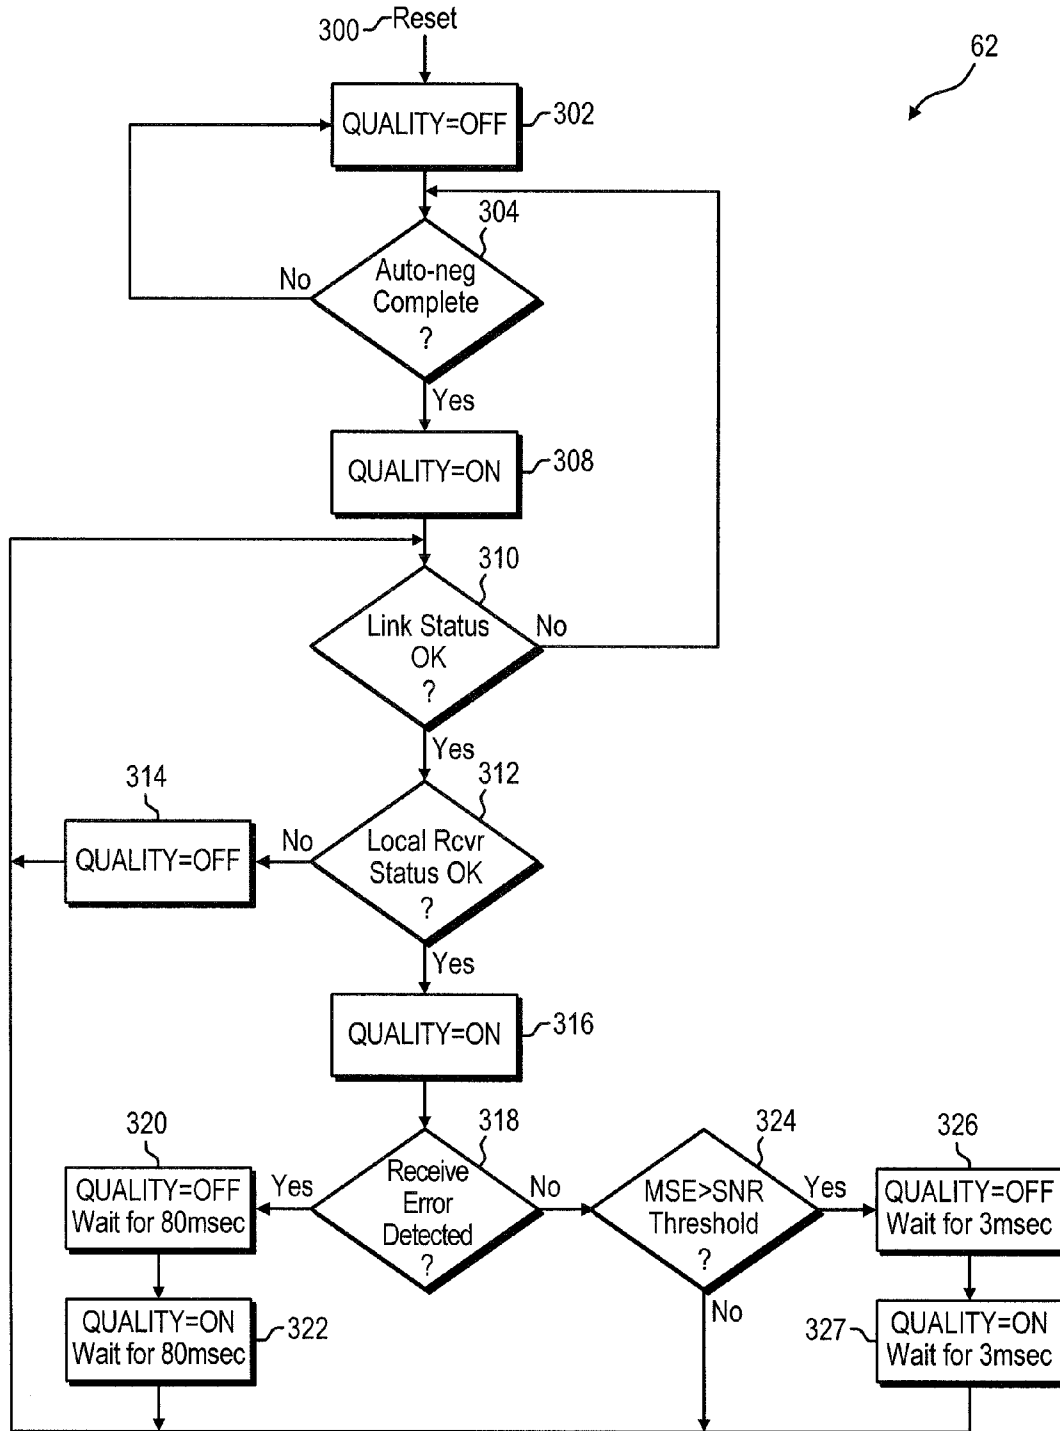 300
Reset
62
QUALITY=OFF
302
304
Auto-neg
Complete
?
No
Yes
QUALITY=ON
308
310
Link Status
OK
?
No
Yes
312
314
Local Rcvr
Status OK
?
No
QUALITY=OFF
Yes
QUALITY=ON
316
318
Receive
Error
Detected
?
Yes
No
320
QUALITY=OFF
Wait for 80msec
QUALITY=ON
Wait for 80msec
322
324
MSE>SNR
Threshold
?
Yes
No
326
QUALITY=OFF
Wait for 3msec
327
QUALITY=ON
Wait for 3msec